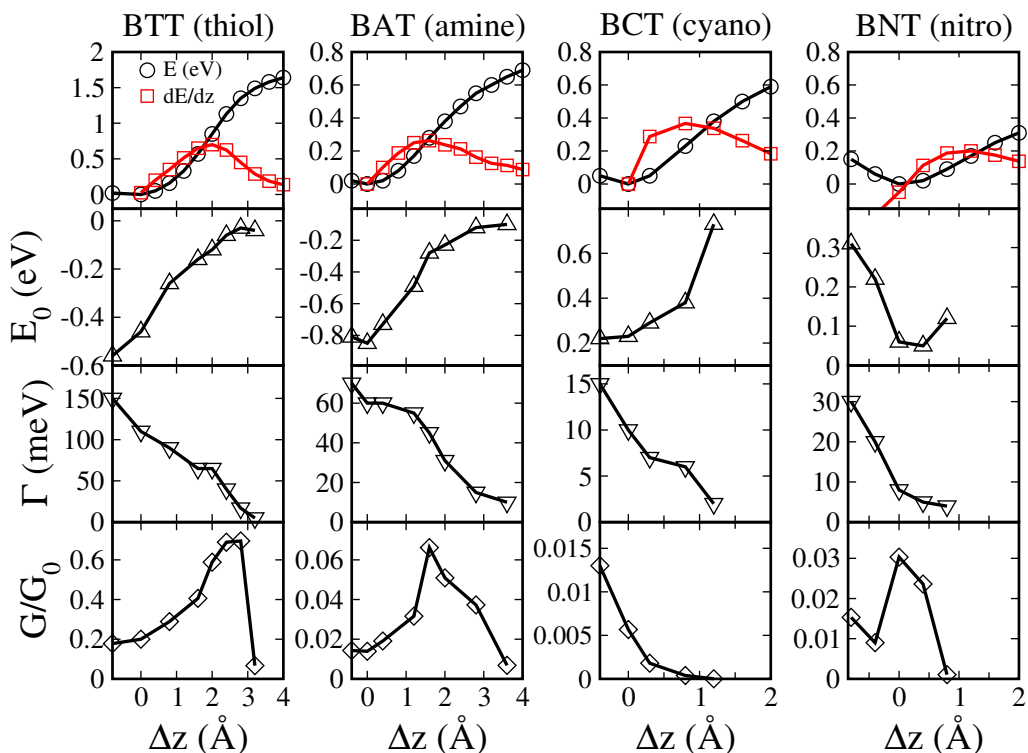 BTT (thiol) BAT (amine) BCT (cyano) BNT (nitro)
2 0.8 0.8 0.8
E (eV)
dE/dz
1.5 0.6 0.6 0.6
1 0.4 0.4 0.4
0.5 0.2 0.2 0.2
0 0.0 0.0 0.0
E₀ (eV)
0 -0.2 0.6 0.3
-0.2 -0.4 0.4 0.2
-0.4 -0.6 0.2 0.1
-0.6 -0.8 0
Γ (meV)
150 60 15 30
100 40 10 20
50 20 5 10
0 0 0 0
G/G₀
0.6 0.06 0.015 0.03
0.4 0.04 0.01 0.02
0.2 0.02 0.005 0.01
0 0.00 0 0
0 1 2 3 4 0 1 2 3 4 0 1 2 0 1 2
Δz (Å) Δz (Å) Δz (Å) Δz (Å)